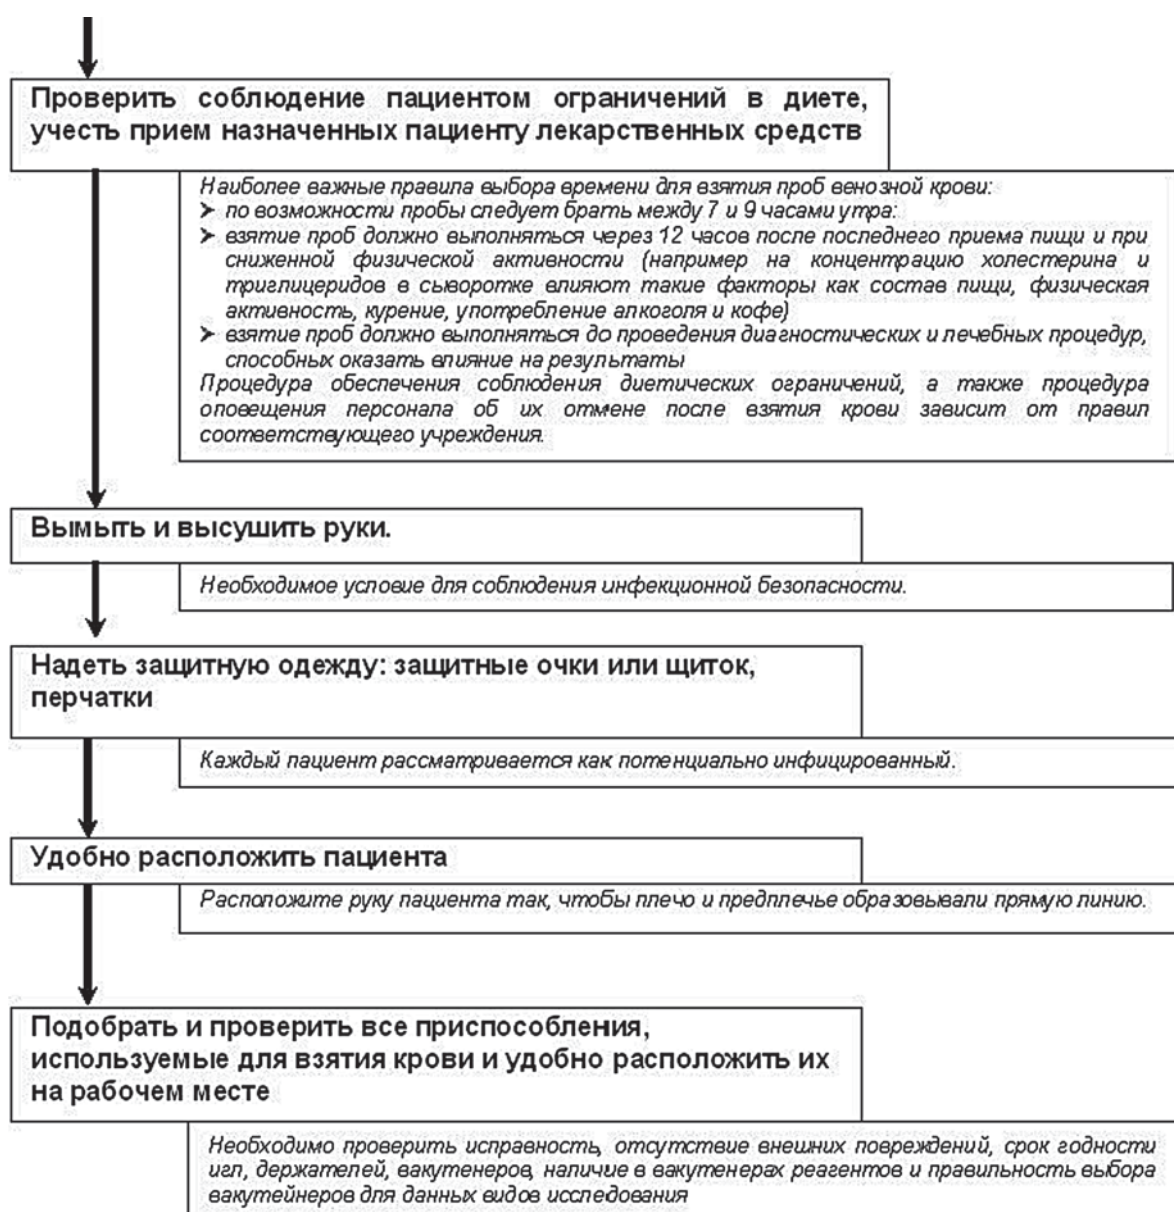 Проверить соблюдение пациентом ограничений в диете,
учесть прием назначенных пациенту лекарственных средств
Наиболее важные правила выбора времени для взятия проб венозной крови:
➢ по возможности пробы следует брать между 7 и 9 часами утра:
➢ взятие проб должно выполняться через 12 часов после последнего приема пищи и при
сниженной физической активности (например на концентрацию холестерина и
триглицеридов в сыворотке влияют такие факторы как состав пищи, физическая
активность, курение, употребление алкоголя и кофе)
➢ взятие проб должно выполняться до проведения диагностических и лечебных процедур,
способных оказать влияние на результаты
Процедура обеспечения соблюдения диетических ограничений, а также процедура
оповещения персонала об их отмене после взятия крови зависит от правил
соответствующего учреждения.
Вымыть и высушить руки.
Необходимое условие для соблюдения инфекционной безопасности.
Надеть защитную одежду: защитные очки или щиток,
перчатки
Каждый пациент рассматривается как потенциально инфицированный.
Удобно расположить пациента
Расположите руку пациента так, чтобы плечо и предплечье образовывали прямую линию.
Подобрать и проверить все приспособления,
используемые для взятия крови и удобно расположить их
на рабочем месте
Необходимо проверить исправность, отсутствие внешних повреждений, срок годности
игл, держателей, вакутенеров, наличие в вакутенерах реагентов и правильность выбора
вакутейнеров для данных видов исследования